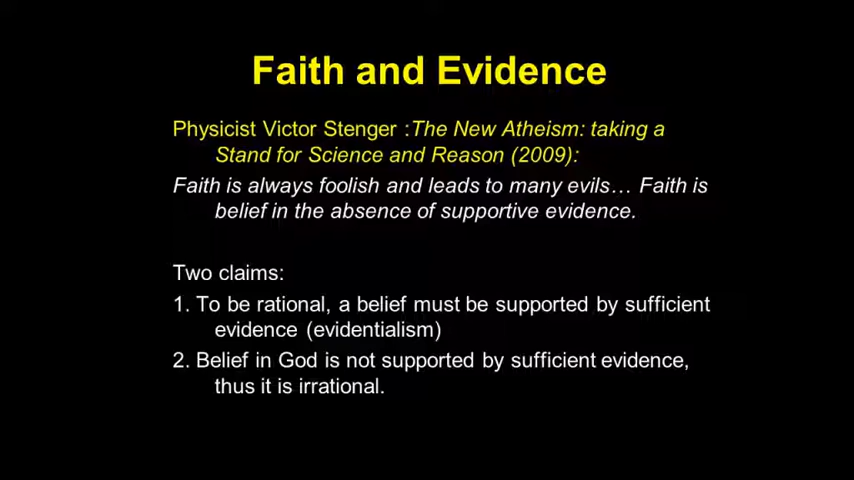 Faith and Evidence
Physicist Victor Stenger :The New Atheism: taking a
Stand for Science and Reason (2009):
Faith is always foolish and leads to many evils… Faith is
belief in the absence of supportive evidence.
Two claims:
1. To be rational, a belief must be supported by sufficient
evidence (evidentialism)
2. Belief in God is not supported by sufficient evidence,
thus it is irrational.